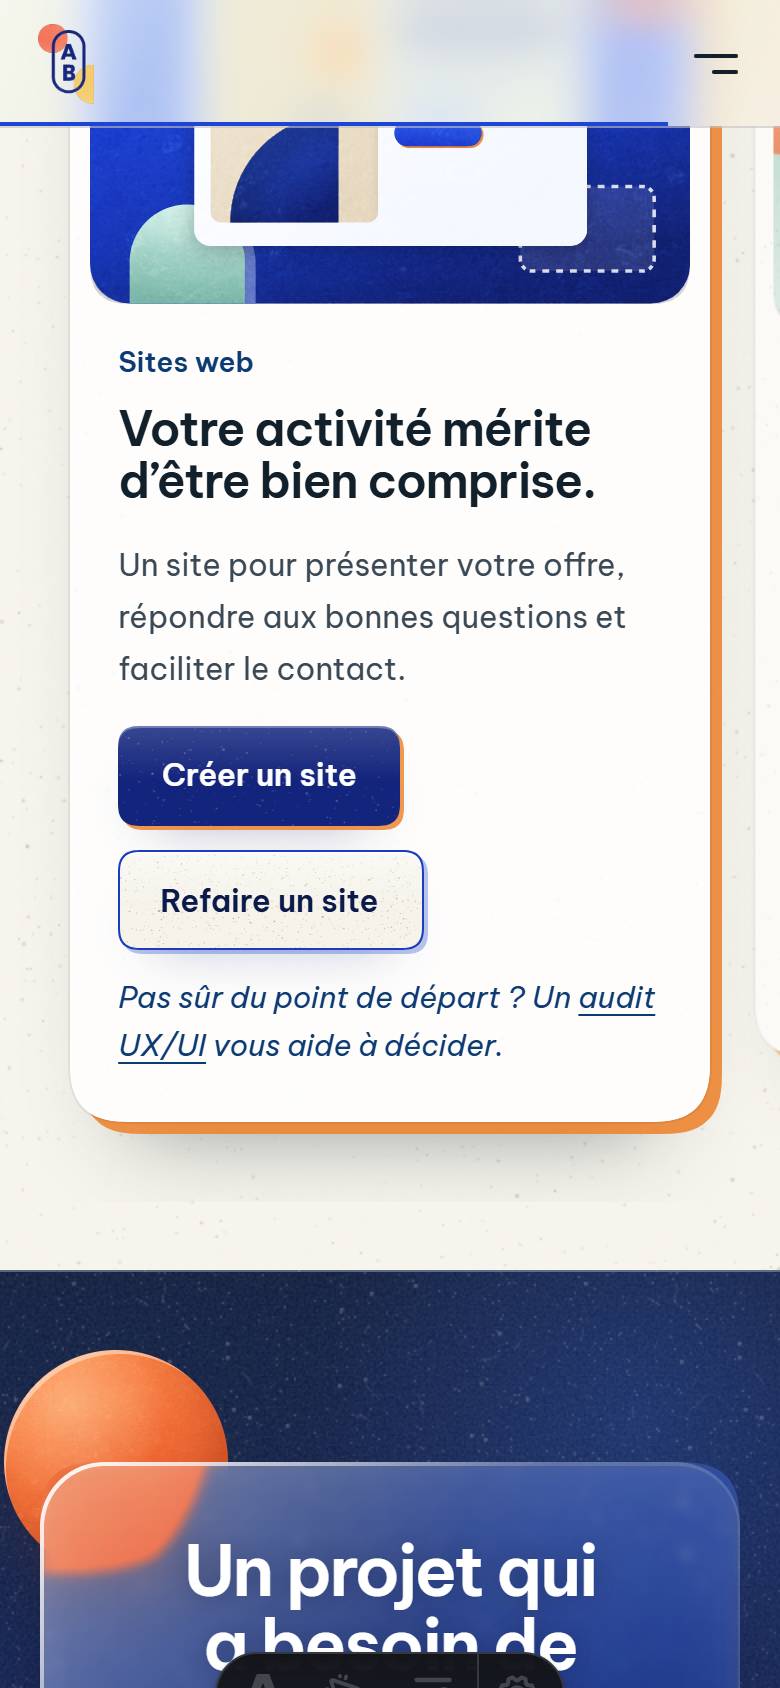 A
B
Sites web
Votre activité mérite
d’être bien comprise.
Un site pour présenter votre offre,
répondre aux bonnes questions et
faciliter le contact.
Créer un site
Refaire un site
Pas sûr du point de départ ? Un audit
UX/UI vous aide à décider.
Un projet qui
a besoin de